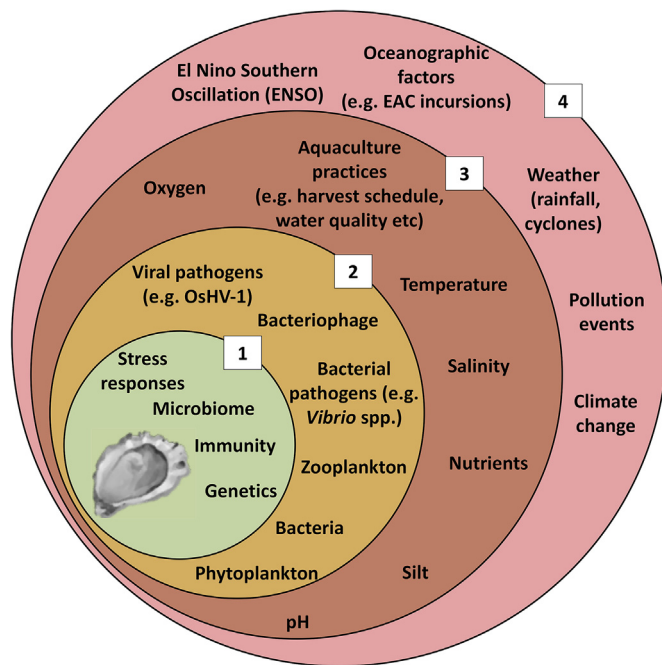 El Nino Southern
Oscillation (ENSO)
Oceanographic
factors
(e.g. EAC incursions)
4
Weather
(rainfall,
cyclones)
Pollution
events
Climate
change
Oxygen
Aquaculture
practices
(e.g. harvest schedule,
water quality etc)
3
Temperature
Salinity
Nutrients
Silt
pH
Viral pathogens
(e.g. OsHV-1)
2
Bacteriophage
Bacterial
pathogens (e.g.
Vibrio spp.)
Zooplankton
Bacteria
Phytoplankton
1
Stress
responses
Microbiome
Immunity
Genetics